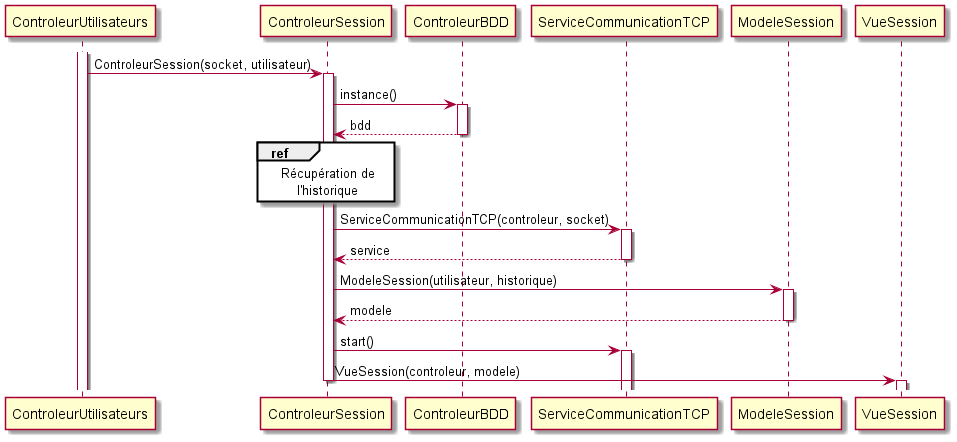 ControleurUtilisateurs
ControleurSession
ControleurBDD
ServiceCommunicationTCP
ModeleSession
VueSession
ControleurSession(socket, utilisateur)
instance()
bdd
ref
Récupération de
l'historique
ServiceCommunicationTCP(controleur, socket)
service
ModeleSession(utilisateur, historique)
modele
start()
VueSession(controleur, modele)
ControleurUtilisateurs
ControleurSession
ControleurBDD
ServiceCommunicationTCP
ModeleSession
VueSession